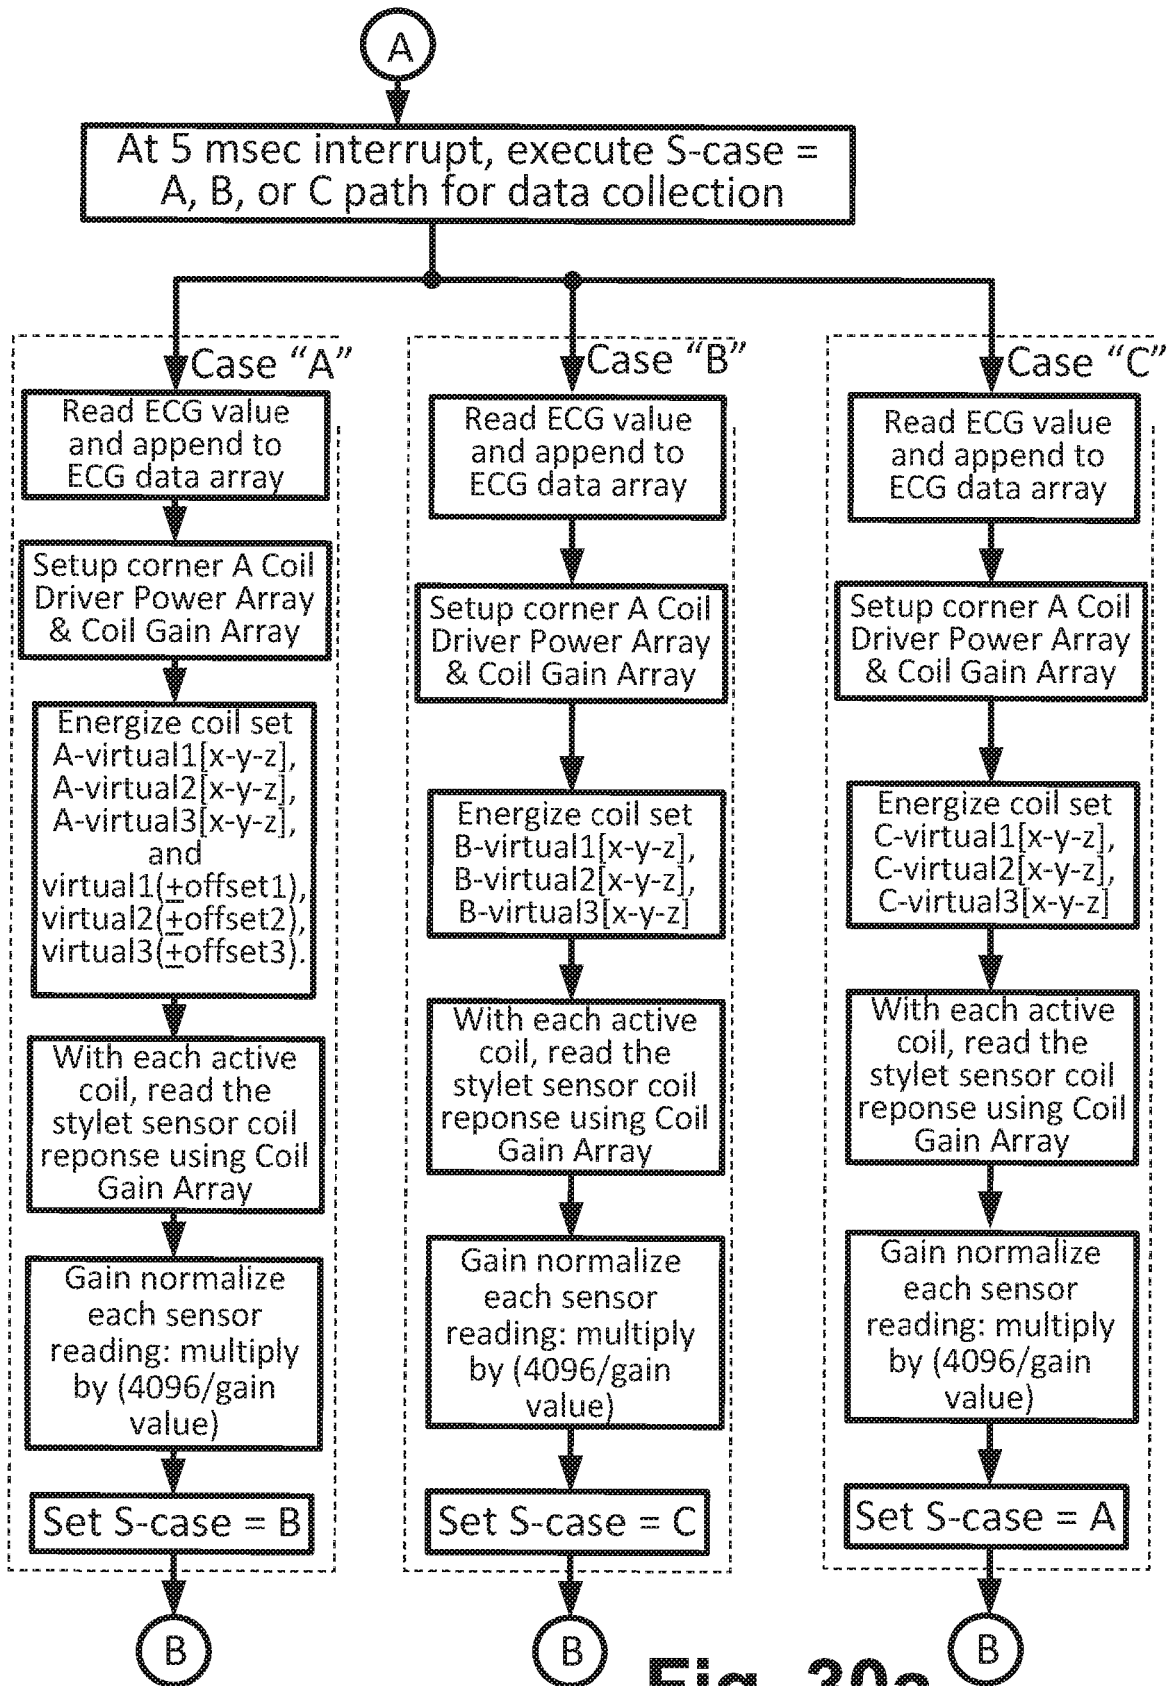 A
At 5 msec interrupt, execute S-case =
A, B, or C path for data collection
Case “A”
Read ECG value
and append to
ECG data array
Setup corner A Coil
Driver Power Array
& Coil Gain Array
Energize coil set
A-virtual1[x-y-z],
A-virtual2[x-y-z],
A-virtual3[x-y-z],
and
virtual1(±offset1),
virtual2(±offset2),
virtual3(±offset3).
With each active
coil, read the
stylet sensor coil
reponse using Coil
Gain Array
Gain normalize
each sensor
reading: multiply
by (4096/gain
value)
Set S-case = B
B
Case “B”
Read ECG value
and append to
ECG data array
Setup corner A Coil
Driver Power Array
& Coil Gain Array
Energize coil set
B-virtual1[x-y-z],
B-virtual2[x-y-z],
B-virtual3[x-y-z]
With each active
coil, read the
stylet sensor coil
reponse using Coil
Gain Array
Gain normalize
each sensor
reading: multiply
by (4096/gain
value)
Set S-case = C
B
Case “C”
Read ECG value
and append to
ECG data array
Setup corner A Coil
Driver Power Array
& Coil Gain Array
Energize coil set
C-virtual1[x-y-z],
C-virtual2[x-y-z],
C-virtual3[x-y-z]
With each active
coil, read the
stylet sensor coil
reponse using Coil
Gain Array
Gain normalize
each sensor
reading: multiply
by (4096/gain
value)
Set S-case = A
B
Fig.